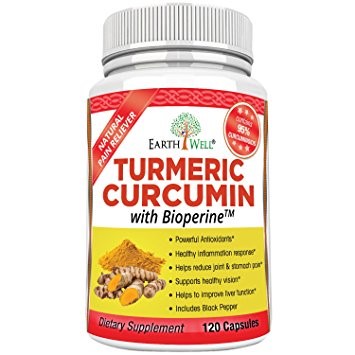 NATURAL
PAIN RELIEVER
EARTH WELL®
95%
CURCUMINOIDS
TURMERIC
CURCUMIN
with Bioperine™
• Powerful Antioxidants*
• Healthy inflammation response*
• Helps reduce joint & stomach pain*
• Supports healthy vision*
• Helps to improve liver function*
• Includes Black Pepper
Dietary Supplement
120 Capsules